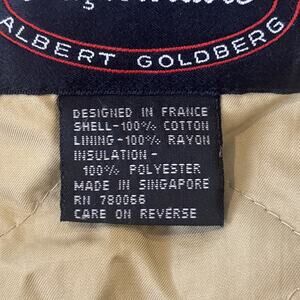 ALBERT GOLDBERG
DESIGNED IN FRANCE
SHELL-100% COTTON
LINING-100% RAYON
INSULATION-
100% POLYESTER
MADE IN SINGAPORE
RN 780066
CARE ON REVERSE